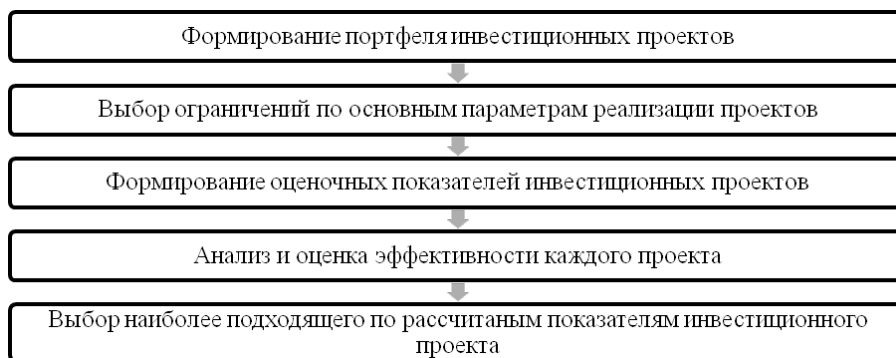 Формирование портфеля инвестиционных проектов
Выбор ограничений по основным параметрам реализации проектов
Формирование оценочных показателей инвестиционных проектов
Анализ и оценка эффективности каждого проекта
Выбор наиболее подходящего по рассчитаным показателям инвестиционного
проекта